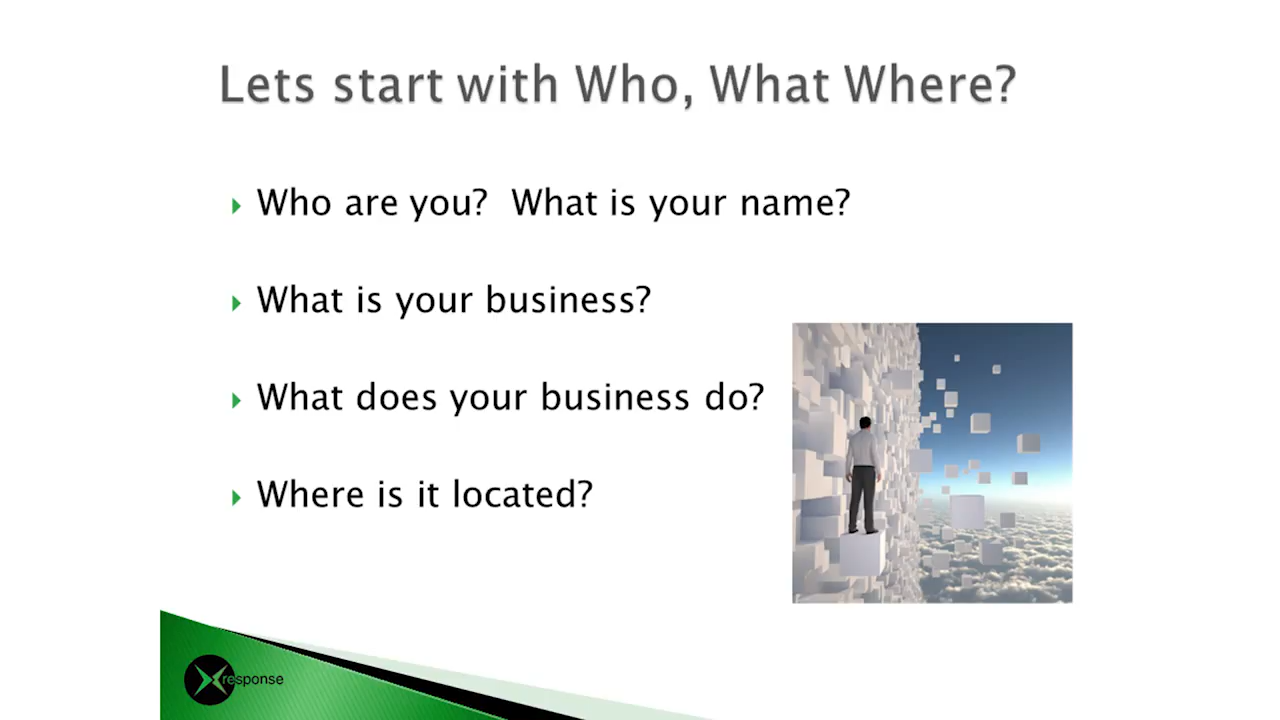 Lets start with Who, What Where?
Who are you?  What is your name?
What is your business?
What does your business do?
Where is it located?
response